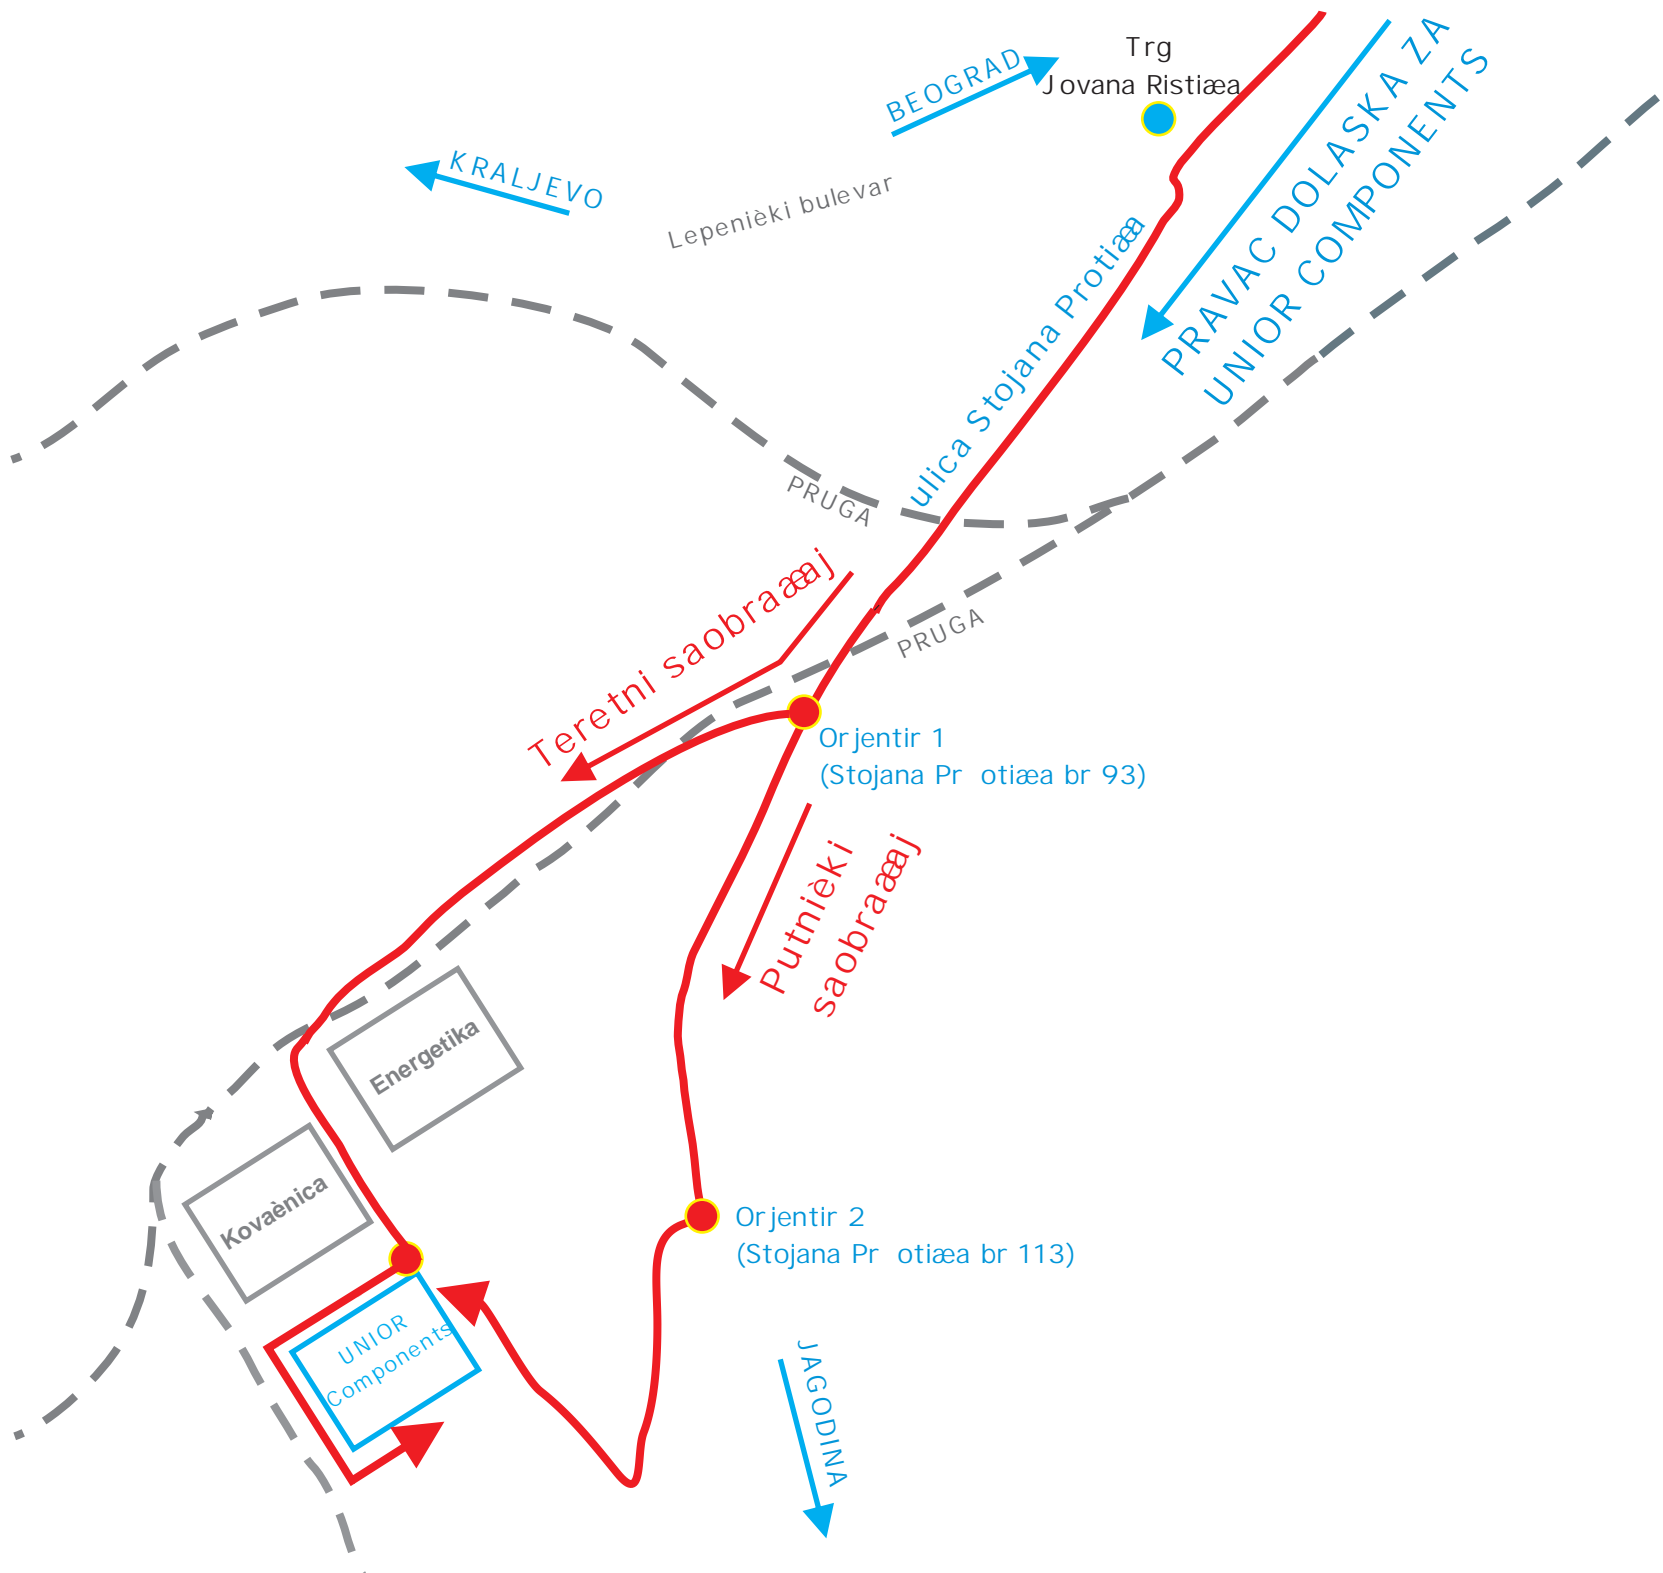 Trg
Jovana Ristiæa
BEOGRAD
KRALJEVO
Lepenièki bulevar
PRAVAC DOLASKA ZA
UNIOR COMPONENTS
ulica Stojana Protiæa
PRUGA
PRUGA
Teretni saobraæaj
Orjentir 1
(Stojana Pr otiæa br 93)
Putnièki
saobraæaj
Energetika
Kovaènica
Orjentir 2
(Stojana Pr otiæa br 113)
UNIOR
Components
JAGODINA